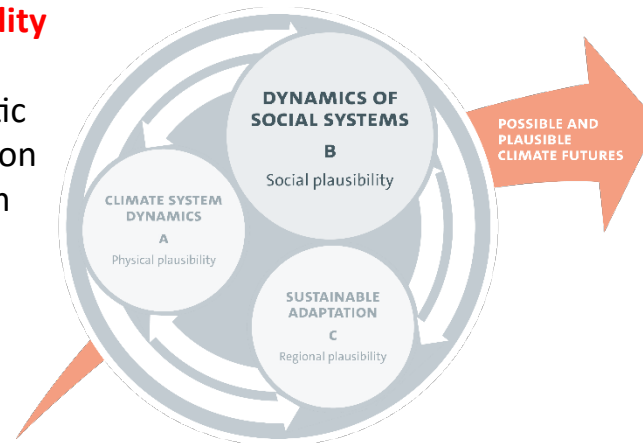 lity
tic
on
n
DYNAMICS OF
SOCIAL SYSTEMS
B
Social plausibility
POSSIBLE AND
PLAUSIBLE
CLIMATE FUTURES
CLIMATE SYSTEM
DYNAMICS
A
Physical plausibility
SUSTAINABLE
ADAPTATION
C
Regional plausibility